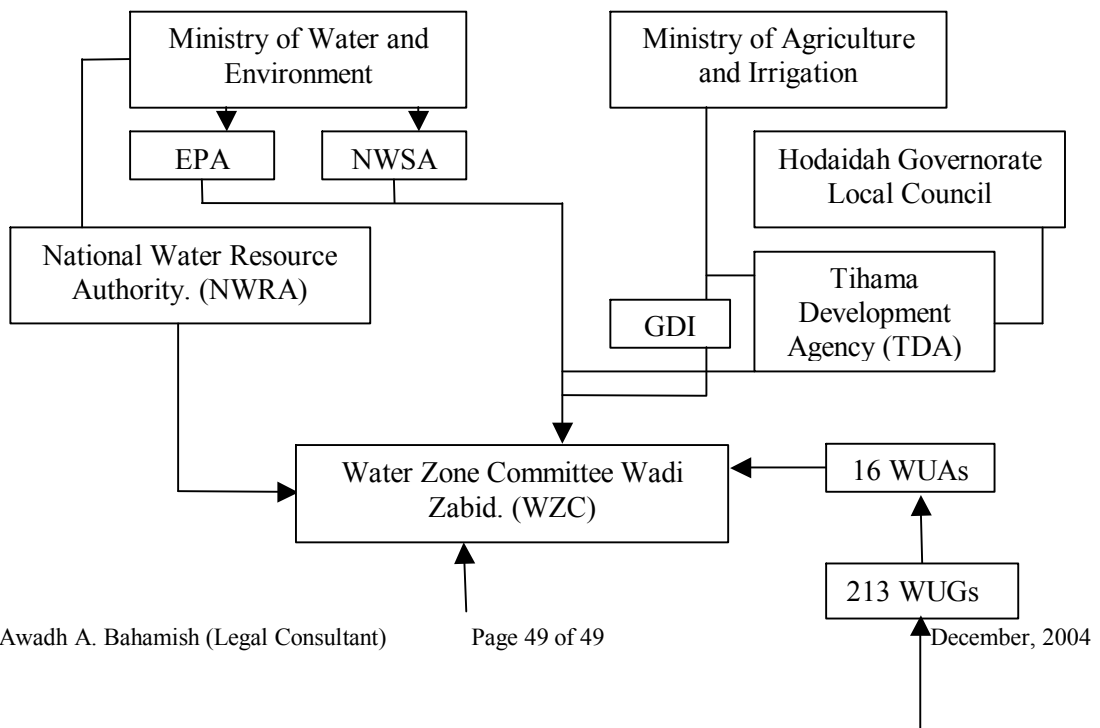 Ministry of Water and
Environment
Ministry of Agriculture
and Irrigation
EPA
NWSA
Hodaidah Governorate
Local Council
National Water Resource
Authority. (NWRA)
GDI
Tihama
Development
Agency (TDA)
Water Zone Committee Wadi
Zabid. (WZC)
16 WUAs
213 WUGs
Awadh A. Bahamish (Legal Consultant) Page 49 of 49 December, 2004